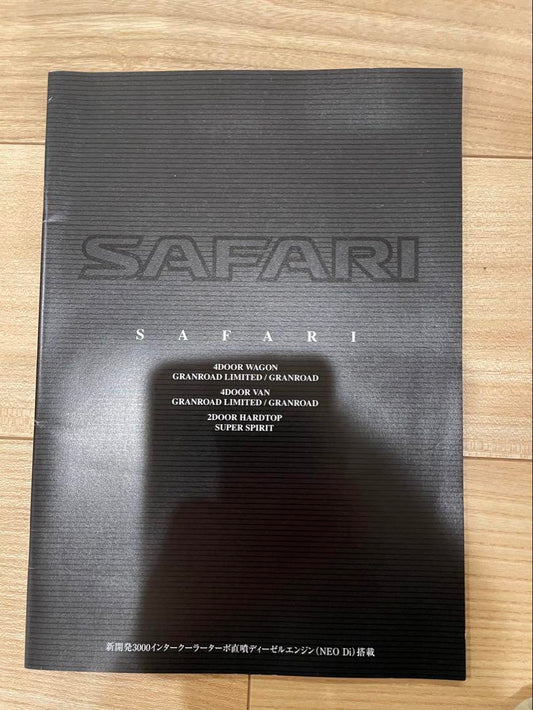 SAFARI
SAFARI
4DOOR WAGON
GRANROAD LIMITED / GRANROAD
4DOOR VAN
GRANROAD LIMITED / GRANROAD
2DOOR HARDTOP
SUPER SPIRIT
新開発3000インタークーラーターボ直噴ディーゼルエンジン(NEO Di)搭載